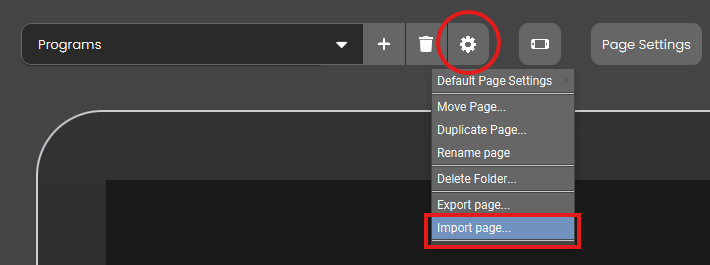 Programs
Page Settings
Default Page Settings
Move Page...
Duplicate Page...
Rename page
Delete Folder...
Export page...
Import page...